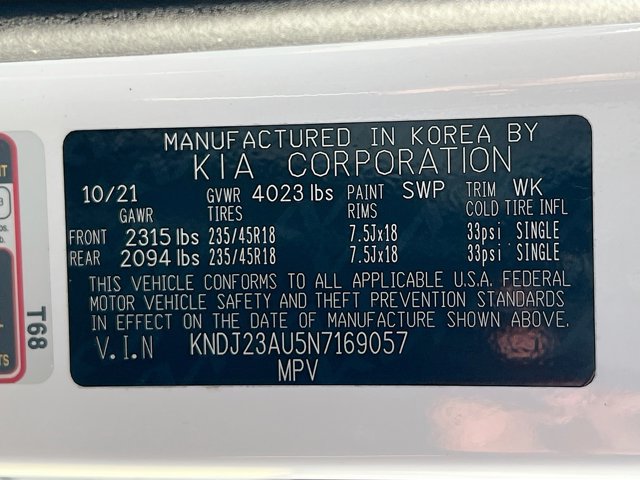 MANUFACTURED IN KOREA BY
KIA CORPORATION
10/21 GVWR 4023 lbs PAINT SWP TRIM WK
GAWR TIRES RIMS COLD TIRE INFL
FRONT 2315 lbs 235/45R18 7.5Jx18 33psi SINGLE
REAR 2094 lbs 235/45R18 7.5Jx18 33psi SINGLE
THIS VEHICLE CONFORMS TO ALL APPLICABLE U.S.A. FEDERAL
MOTOR VEHICLE SAFETY AND THEFT PREVENTION STANDARDS
IN EFFECT ON THE DATE OF MANUFACTURE SHOWN ABOVE.
V.I.N KNDJ23AU5N7169057
MPV
T68